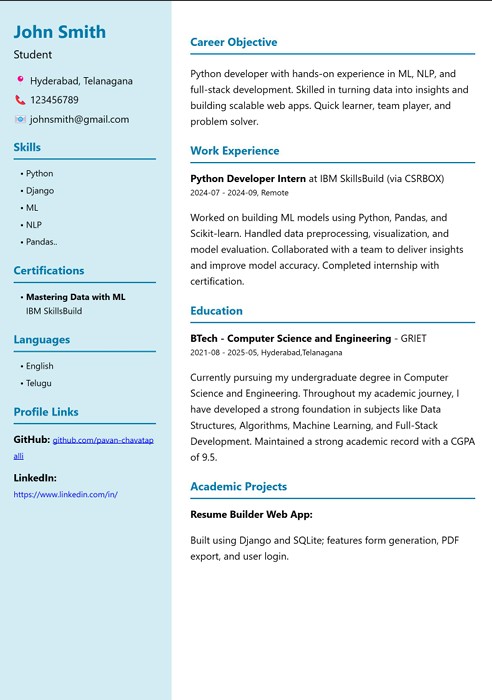 John Smith
Student
Hyderabad, Telanagana
123456789
johnsmith@gmail.com
Skills
• Python
• Django
• ML
• NLP
• Pandas..
Certifications
• Mastering Data with ML
IBM SkillsBuild
Languages
• English
• Telugu
Profile Links
GitHub: github.com/pavan-chavatap
alli
LinkedIn:
https://www.linkedin.com/in/
Career Objective
Python developer with hands-on experience in ML, NLP, and
full-stack development. Skilled in turning data into insights and
building scalable web apps. Quick learner, team player, and
problem solver.
Work Experience
Python Developer Intern at IBM SkillsBuild (via CSRBOX)
2024-07 - 2024-09, Remote
Worked on building ML models using Python, Pandas, and
Scikit-learn. Handled data preprocessing, visualization, and
model evaluation. Collaborated with a team to deliver insights
and improve model accuracy. Completed internship with
certification.
Education
BTech - Computer Science and Engineering - GRIET
2021-08 - 2025-05, Hyderabad,Telanagana
Currently pursuing my undergraduate degree in Computer
Science and Engineering. Throughout my academic journey, I
have developed a strong foundation in subjects like Data
Structures, Algorithms, Machine Learning, and Full-Stack
Development. Maintained a strong academic record with a CGPA
of 9.5.
Academic Projects
Resume Builder Web App:
Built using Django and SQLite; features form generation, PDF
export, and user login.